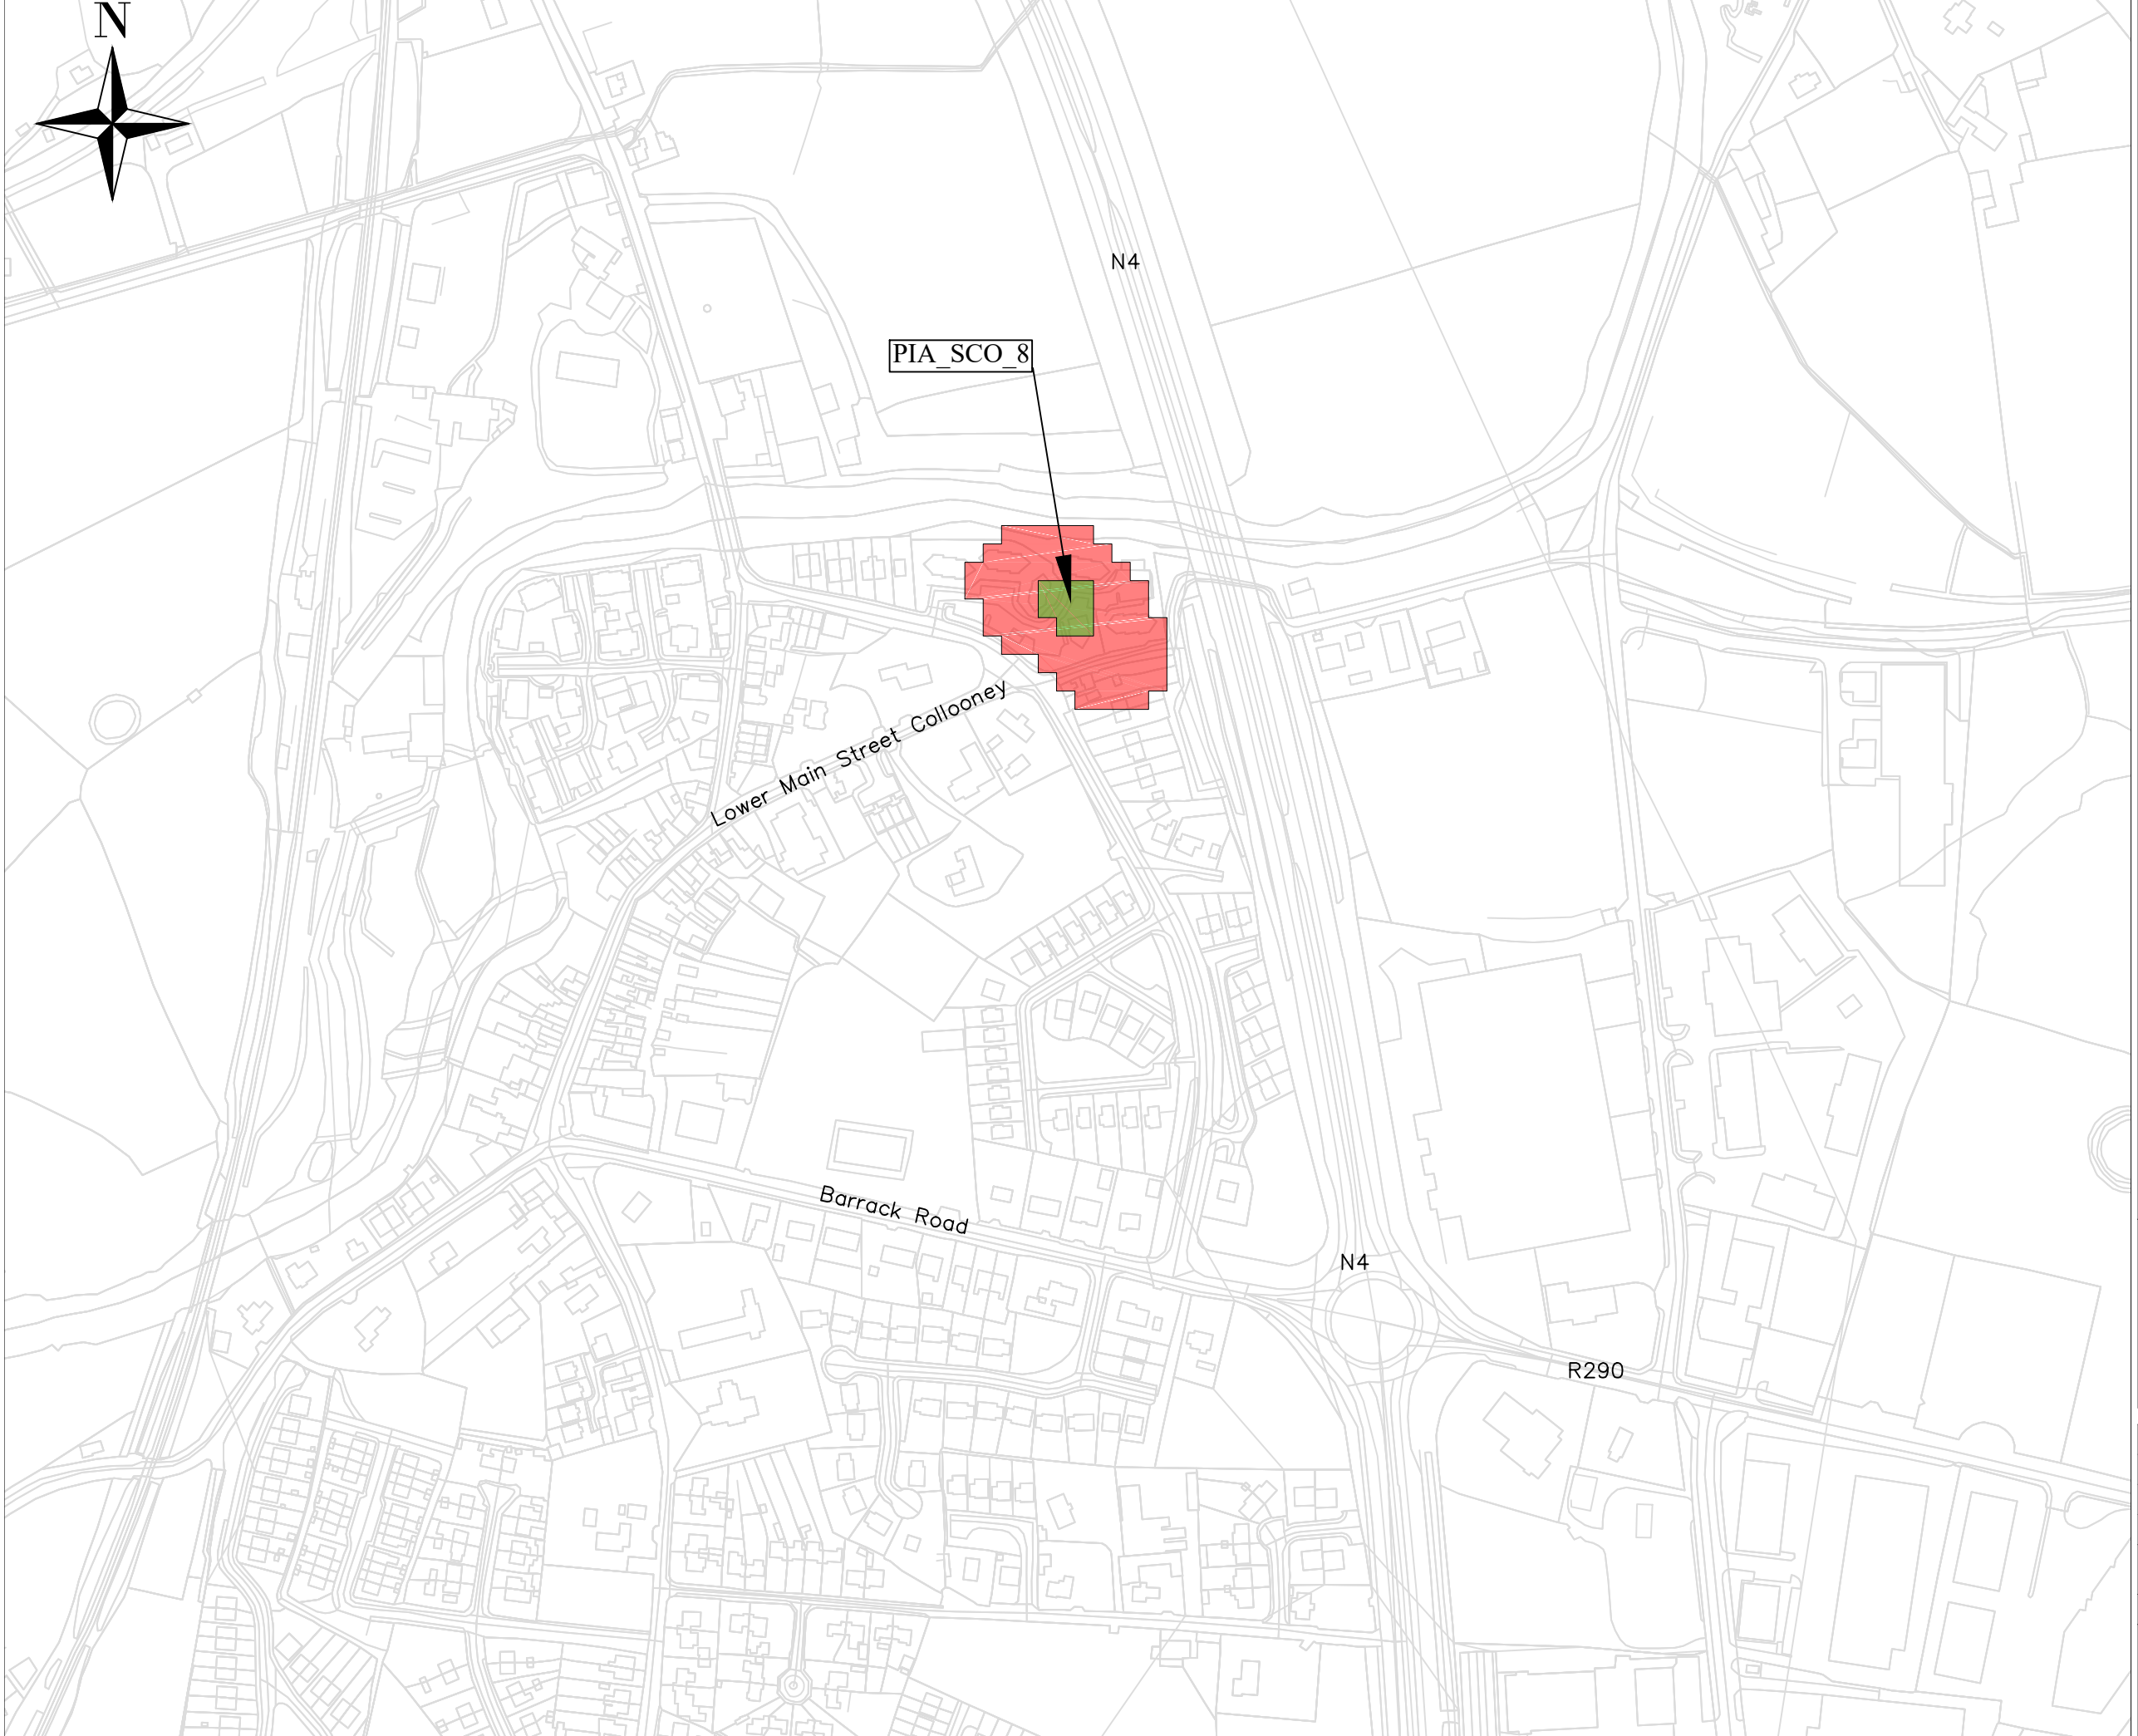 N
N4
PIA_SCO_8
Lower Main Street Collooney
Barrack Road
N4
R290